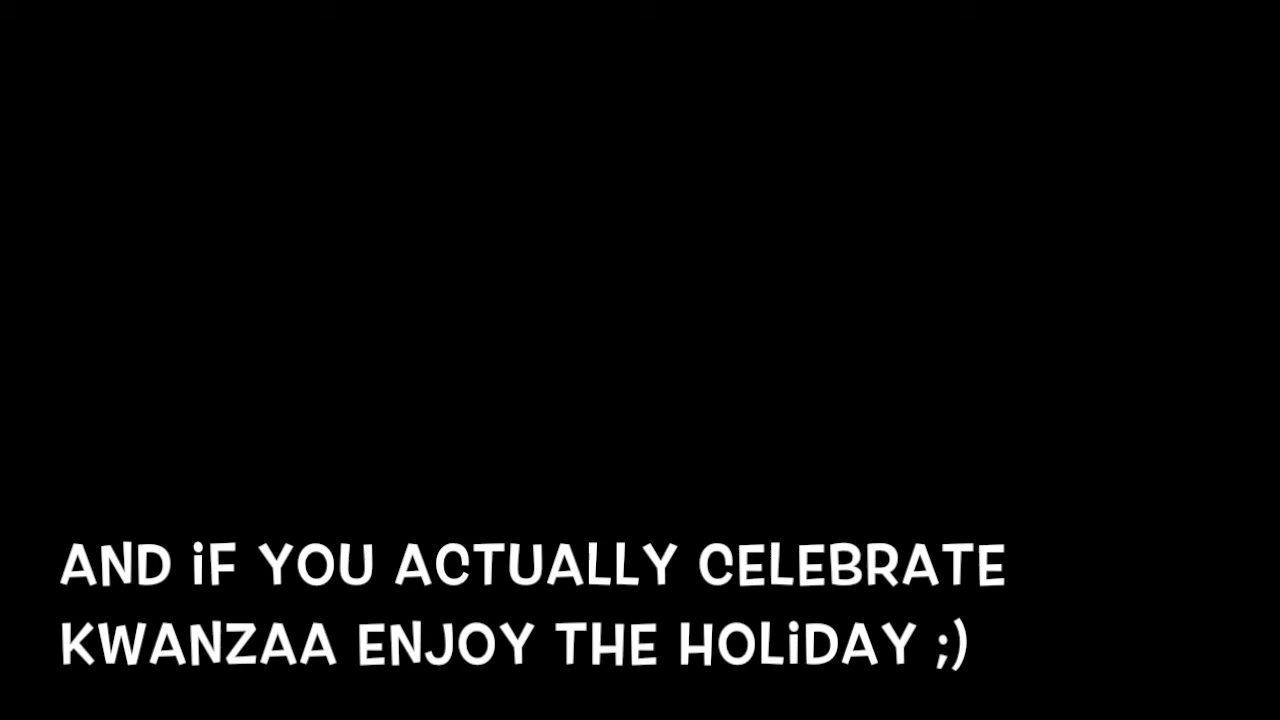 AND iF YOU ACTUALLY CELEBRATE
KWANZAA ENJOY THE HOLiDAY ;)